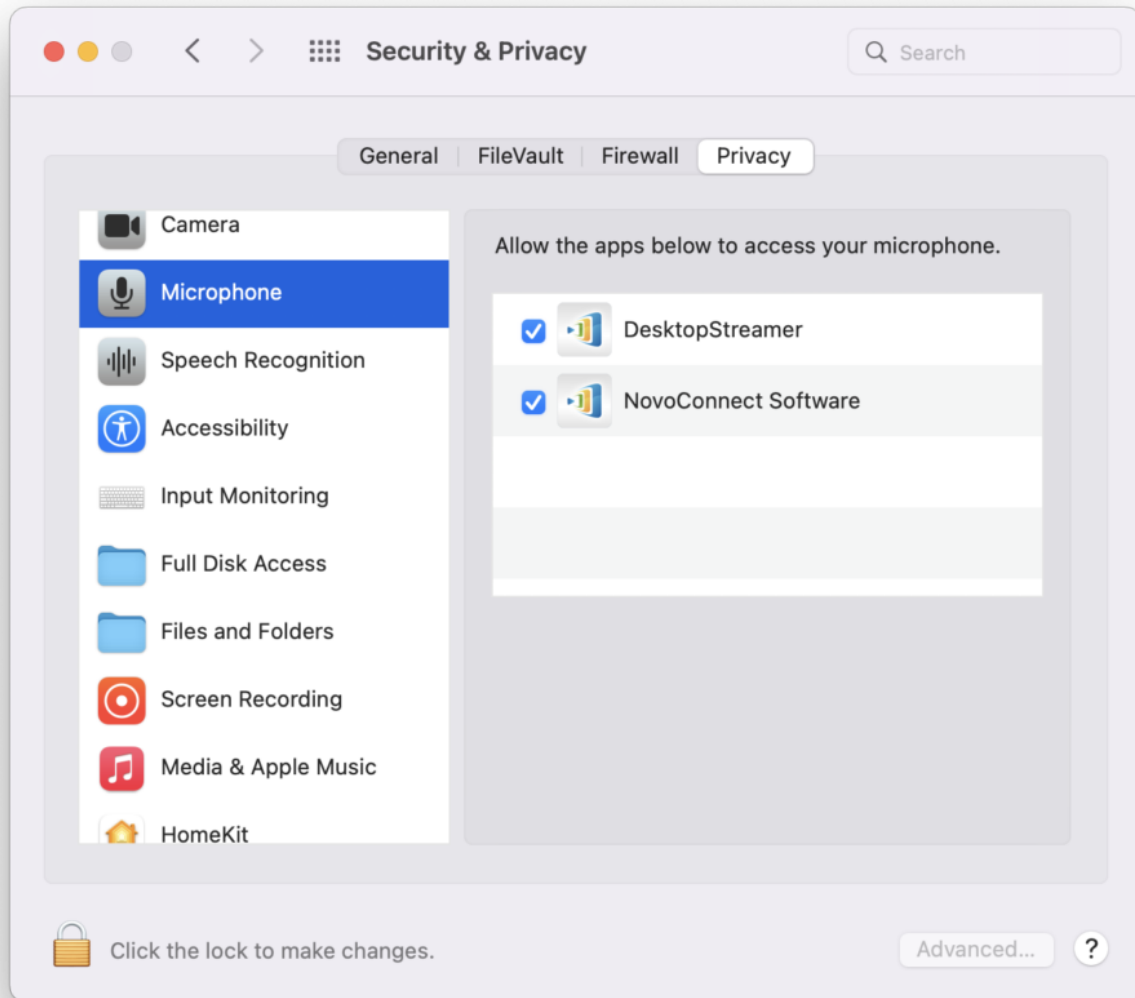 Security & Privacy
Search
General
FileVault
Firewall
Privacy
Camera
Microphone
Speech Recognition
Accessibility
Input Monitoring
Full Disk Access
Files and Folders
Screen Recording
Media & Apple Music
HomeKit
Allow the apps below to access your microphone.
DesktopStreamer
NovoConnect Software
Click the lock to make changes.
Advanced...
?